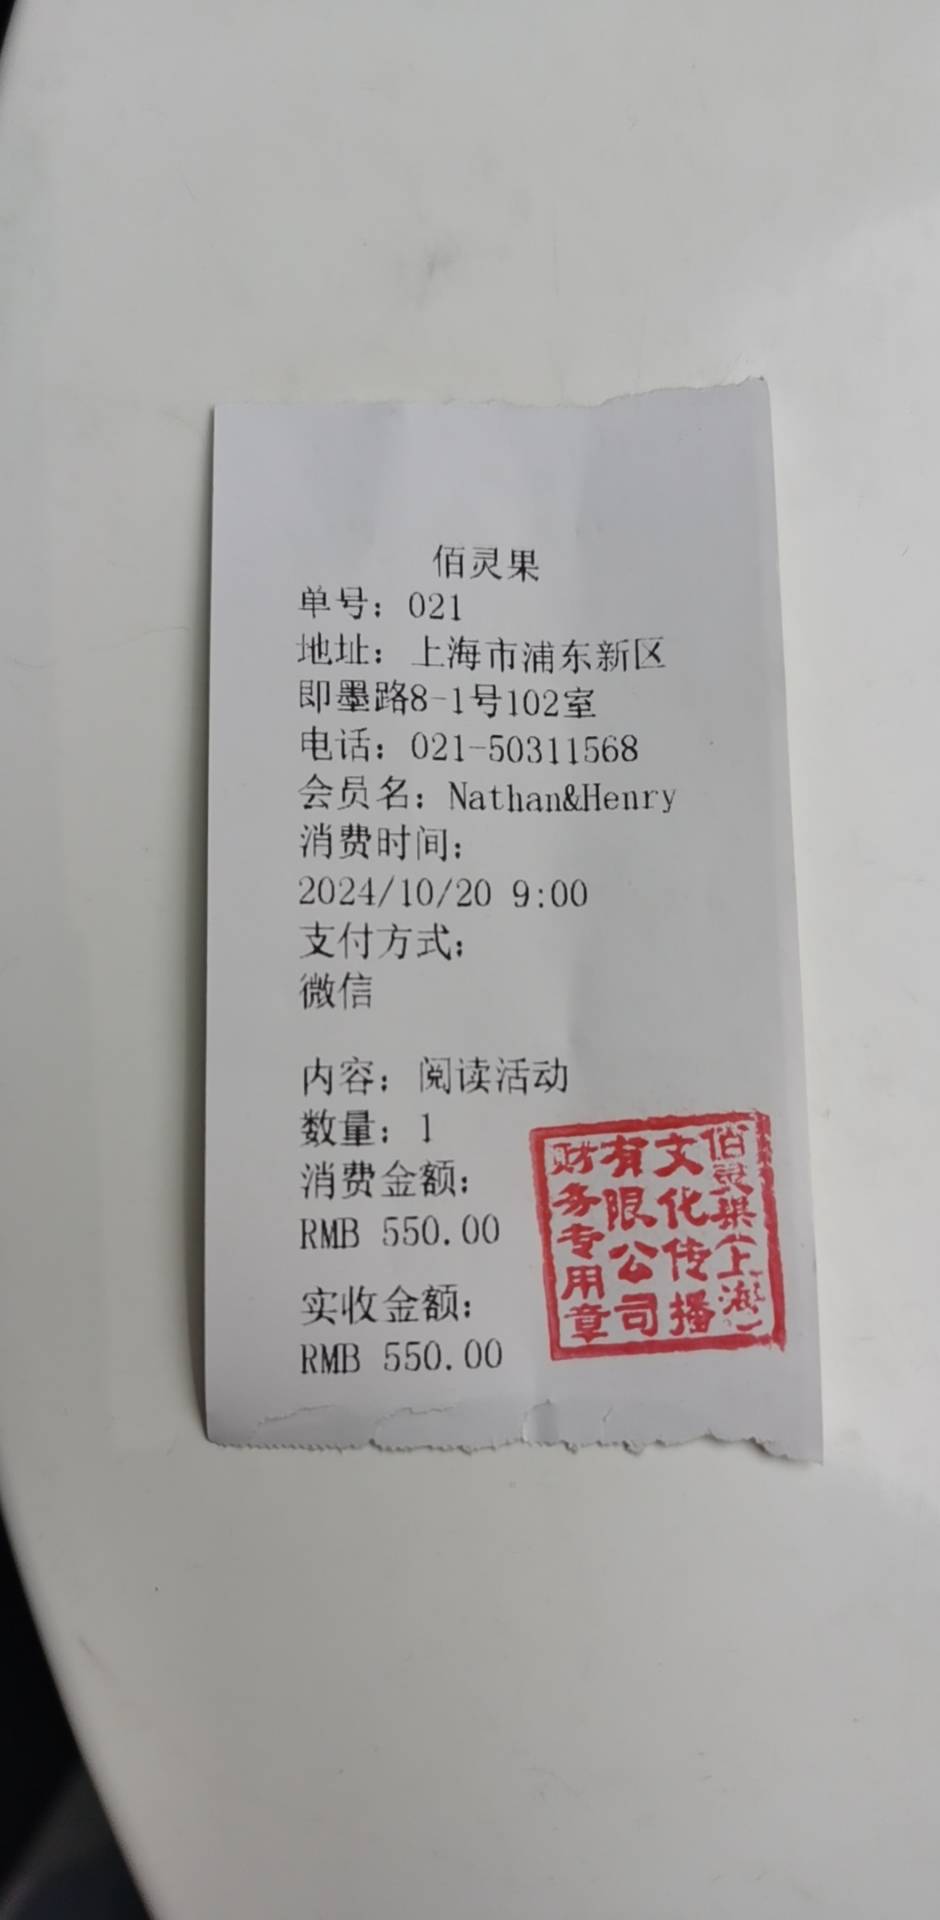 佰灵果
单号：021
地址：上海市浦东新区
即墨路8-1号102室
电话：021-50311568
会员名：Nathan&Henry
消费时间：
2024/10/20 9:00
支付方式：
微信
内容：阅读活动
数量：1
消费金额：
RMB 550.00
实收金额：
RMB 550.00
佰灵果（上海）
文化传播
有限公司
财务专用章